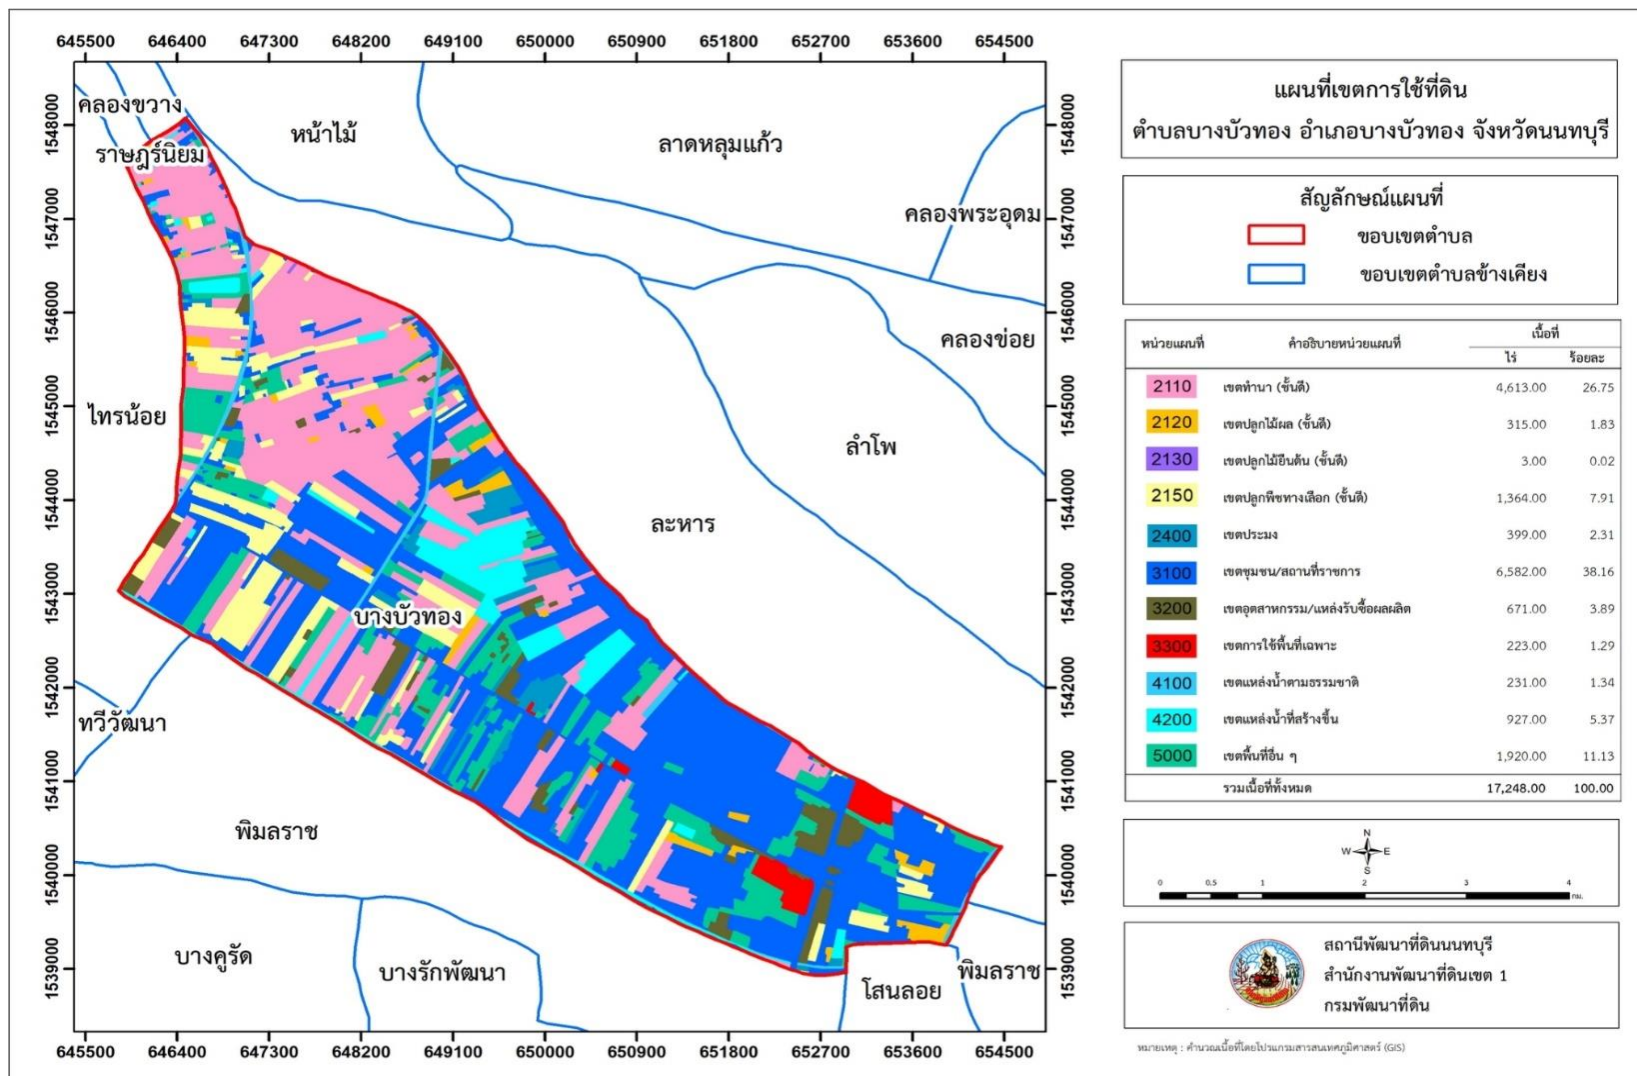 645500 646400 647300 648200 649100 650000 650900 651800 652700 653600 654500
1548000
1547000
1546000
1545000
1544000
1543000
1542000
1541000
1540000
1539000
คลองขวาง
ราษฎร์นิยม
หน้าไม้
ลาดหลุมแก้ว
คลองพระอุดม
คลองข่อย
ไทรน้อย
ลำโพ
ละหาร
บางบัวทอง
ทวีวัฒนา
พิมลราช
บางคูรัด
บางรักพัฒนา
โสนลอย
พิมลราช
1548000
1547000
1546000
1545000
1544000
1543000
1542000
1541000
1540000
1539000
645500 646400 647300 648200 649100 650000 650900 651800 652700 653600 654500
แผนที่เขตการใช้ที่ดิน
ตำบลบางบัวทอง อำเภอบางบัวทอง จังหวัดนนทบุรี
สัญลักษณ์แผนที่
ขอบเขตตำบล
ขอบเขตตำบลข้างเคียง
หน่วยแผนที่ คำอธิบายหน่วยแผนที่ เนื้อที่
ไร่ ร้อยละ
2110 เขตทำนา (ชั้นดี) 4,613.00 26.75
2120 เขตปลูกไม้ผล (ชั้นดี) 315.00 1.83
2130 เขตปลูกไม้ยืนต้น (ชั้นดี) 3.00 0.02
2150 เขตปลูกพืชทางเลือก (ชั้นดี) 1,364.00 7.91
2400 เขตประมง 399.00 2.31
3100 เขตชุมชน/สถานที่ราชการ 6,582.00 38.16
3200 เขตอุตสาหกรรม/แหล่งรับซื้อผลผลิต 671.00 3.89
3300 เขตการใช้พื้นที่เฉพาะ 223.00 1.29
4100 เขตแหล่งน้ำตามธรรมชาติ 231.00 1.34
4200 เขตแหล่งน้ำที่สร้างขึ้น 927.00 5.37
5000 เขตพื้นที่อื่น ๆ 1,920.00 11.13
รวมเนื้อที่ทั้งหมด 17,248.00 100.00
N
W E
S
0 0.5 1 2 3 4
กม.
สถานีพัฒนาที่ดินนนทบุรี
สำนักงานพัฒนาที่ดินเขต 1
กรมพัฒนาที่ดิน
หมายเหตุ : คำนวณเนื้อที่โดยโปรแกรมสารสนเทศภูมิศาสตร์ (GIS)